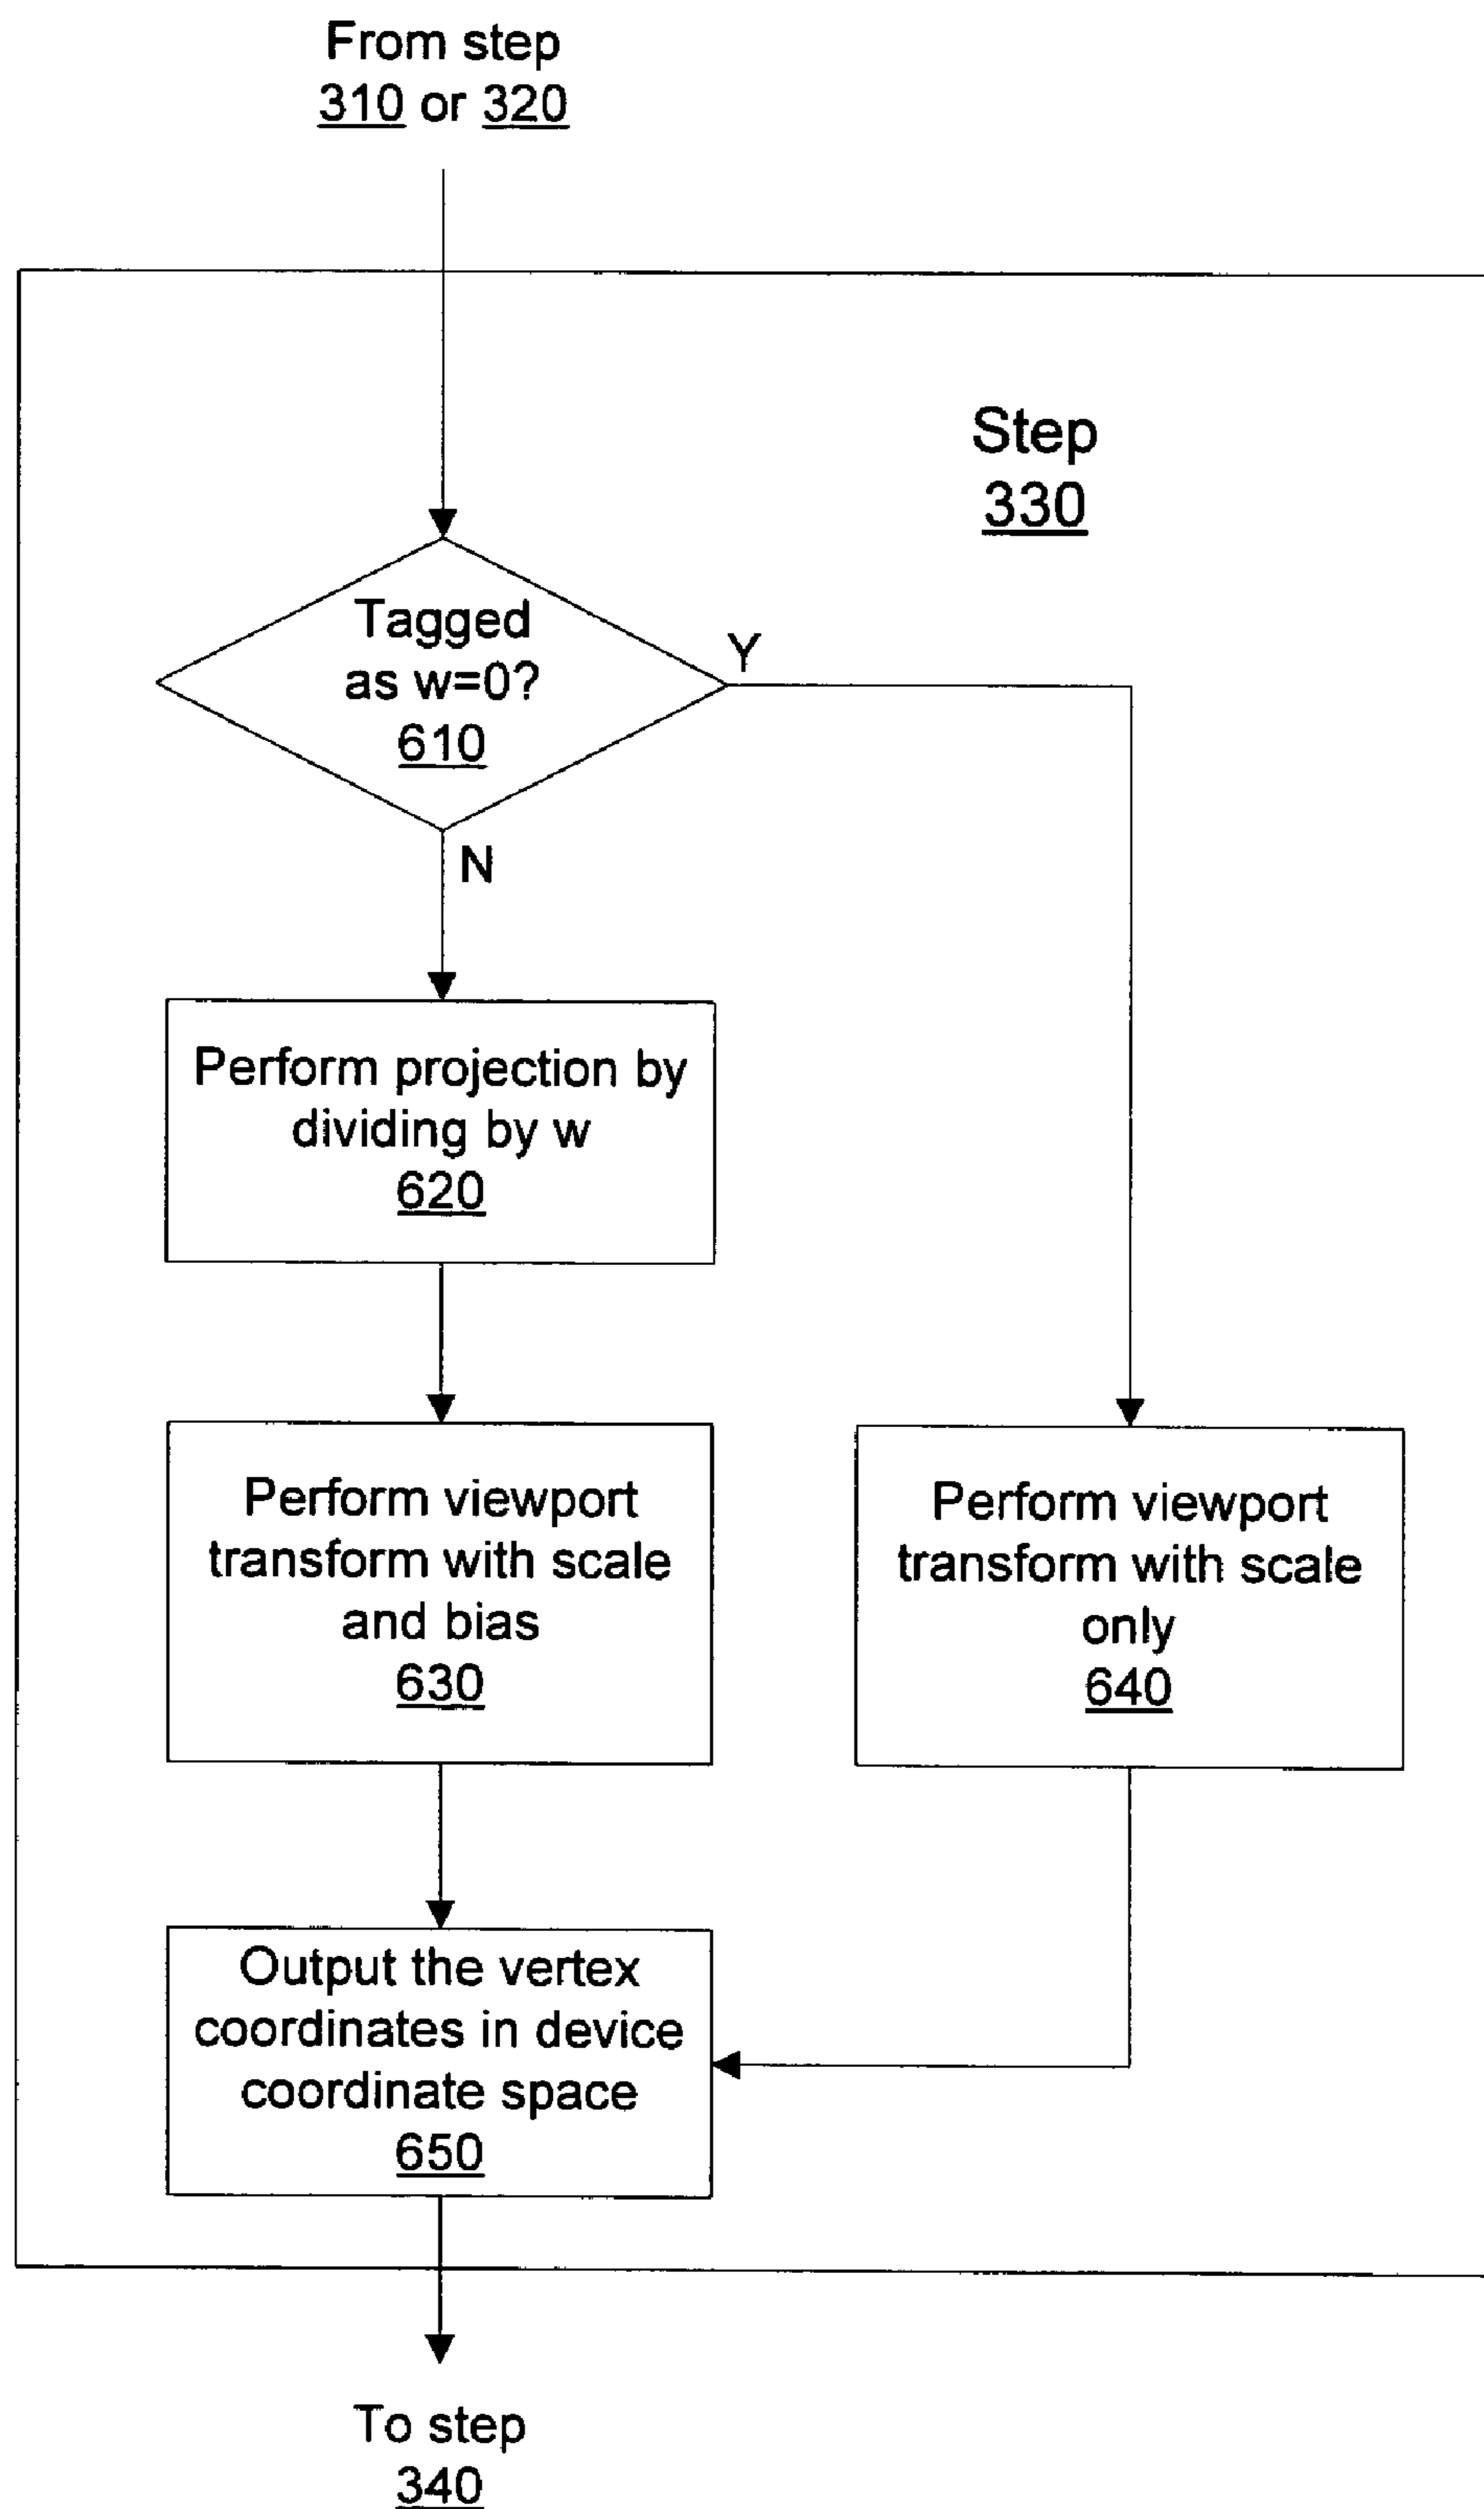 From step
310 or 320
Step
330
Tagged
as w=0?
610
Y
N
Perform projection by
dividing by w
620
Perform viewport
transform with scale
and bias
630
Perform viewport
transform with scale
only
640
Output the vertex
coordinates in device
coordinate space
650
To step
340